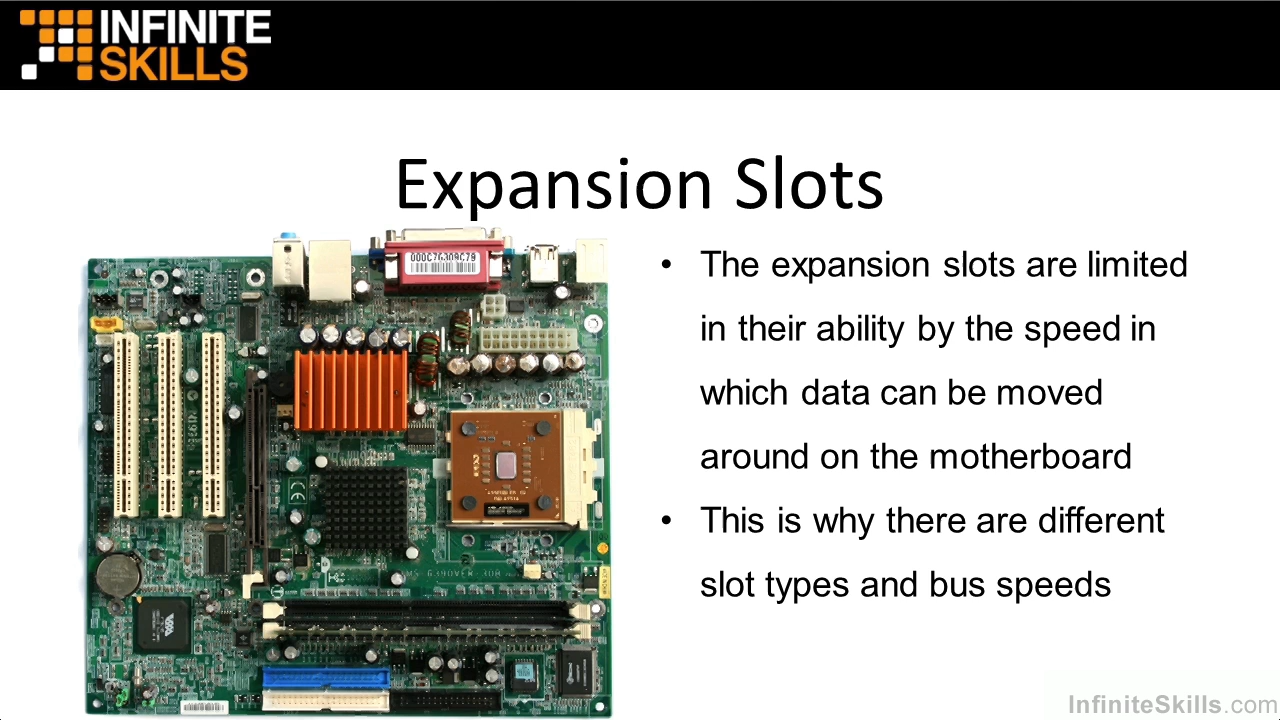 INFINITE
SKILLS
Expansion Slots
• The expansion slots are limited
in their ability by the speed in
which data can be moved
around on the motherboard
• This is why there are different
slot types and bus speeds
InfiniteSkills.com